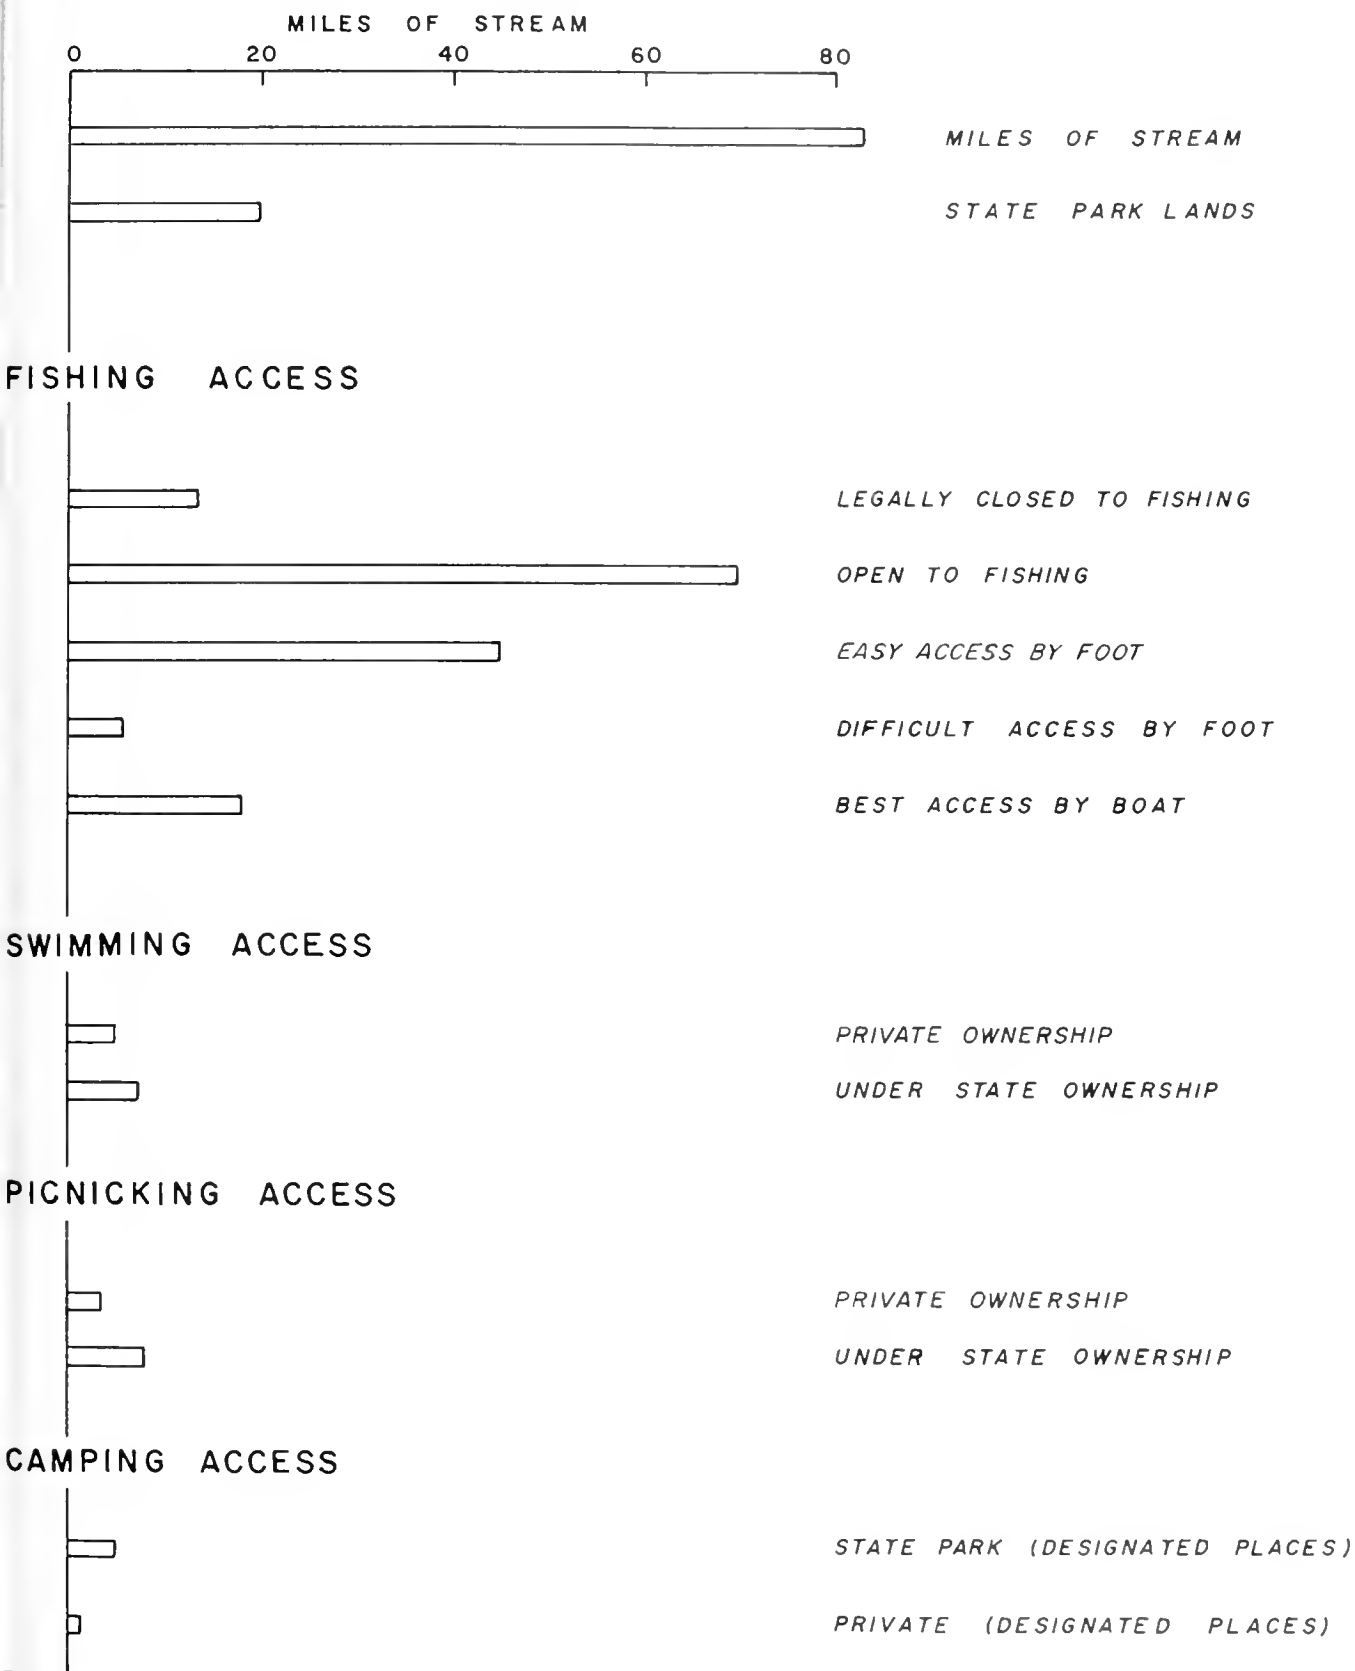 MILES OF STREAM
0 20 40 60 80
MILES OF STREAM
STATE PARK LANDS
FISHING ACCESS
LEGALLY CLOSED TO FISHING
OPEN TO FISHING
EASY ACCESS BY FOOT
DIFFICULT ACCESS BY FOOT
BEST ACCESS BY BOAT
SWIMMING ACCESS
PRIVATE OWNERSHIP
UNDER STATE OWNERSHIP
PICNICKING ACCESS
PRIVATE OWNERSHIP
UNDER STATE OWNERSHIP
CAMPING ACCESS
STATE PARK (DESIGNATED PLACES)
PRIVATE (DESIGNATED PLACES)